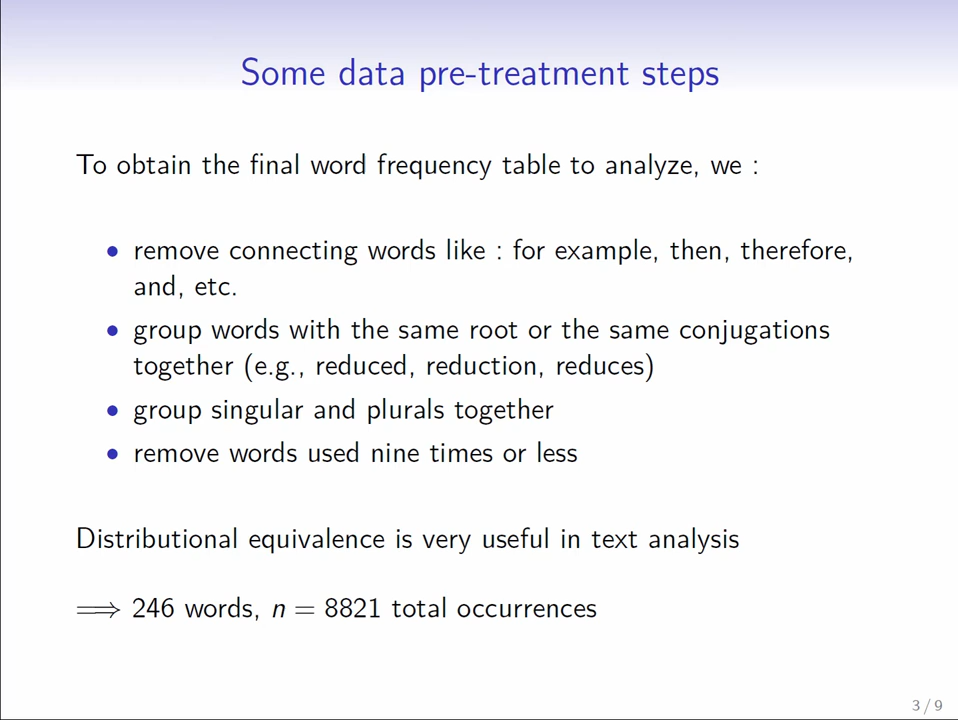 Some data pre-treatment steps
To obtain the final word frequency table to analyze, we :
• remove connecting words like : for example, then, therefore,
and, etc.
• group words with the same root or the same conjugations
together (e.g., reduced, reduction, reduces)
• group singular and plurals together
• remove words used nine times or less
Distributional equivalence is very useful in text analysis
⟹ 246 words, n = 8821 total occurrences
3 / 9